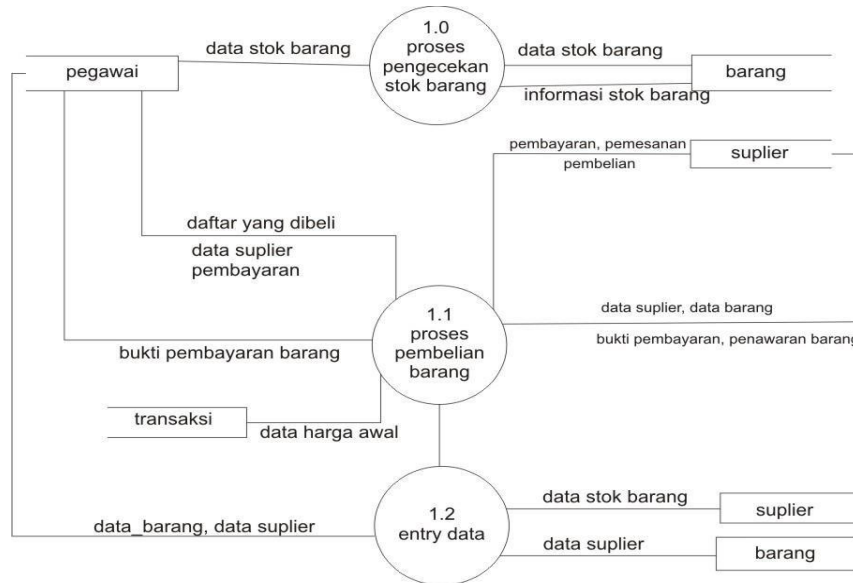 data stok barang
1.0
proses
pengecekan
stok barang
data stok barang
pegawai
barang
informasi stok barang
pembayaran, pemesanan
pembelian
suplier
daftar yang dibeli
data suplier
pembayaran
1.1
proses
pembelian
barang
data suplier, data barang
bukti pembayaran, penawaran barang
bukti pembayaran barang
transaksi
data harga awal
1.2
entry data
data stok barang
suplier
data_barang, data suplier
data suplier
barang